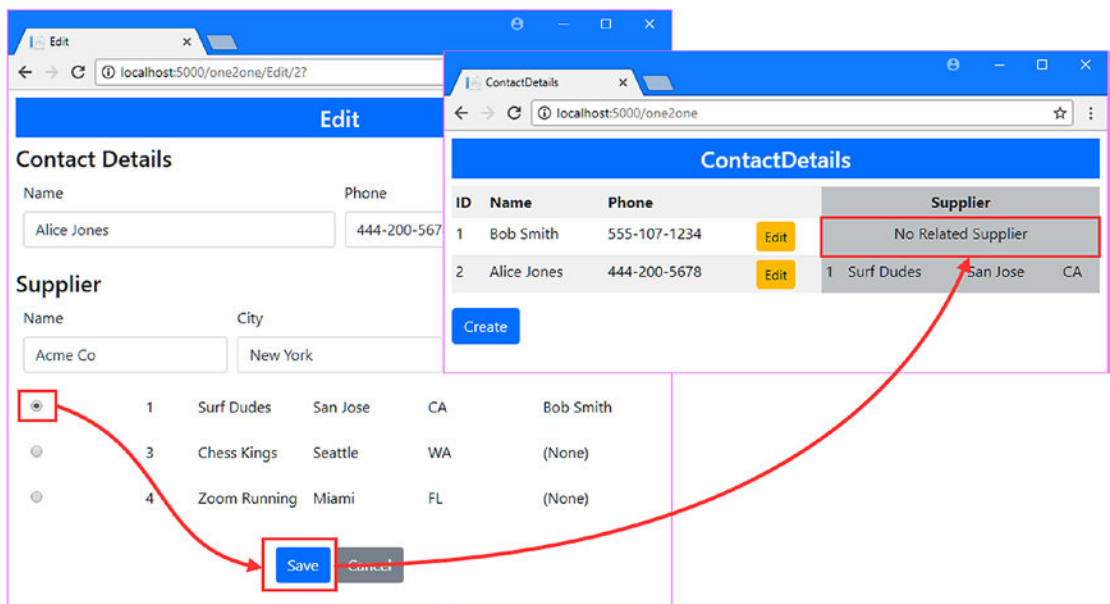 Edit
localhost:5000/one2one/Edit/2?
Edit
Contact Details
Name Phone
Alice Jones 444-200-567
Supplier
Name City
Acme Co New York
1 Surf Dudes San Jose CA Bob Smith
3 Chess Kings Seattle WA (None)
4 Zoom Running Miami FL (None)
Save Cancel
ContactDetails
localhost:5000/one2one
ContactDetails
ID Name Phone Supplier
1 Bob Smith 555-107-1234 Edit No Related Supplier
2 Alice Jones 444-200-5678 Edit 1 Surf Dudes San Jose CA
Create